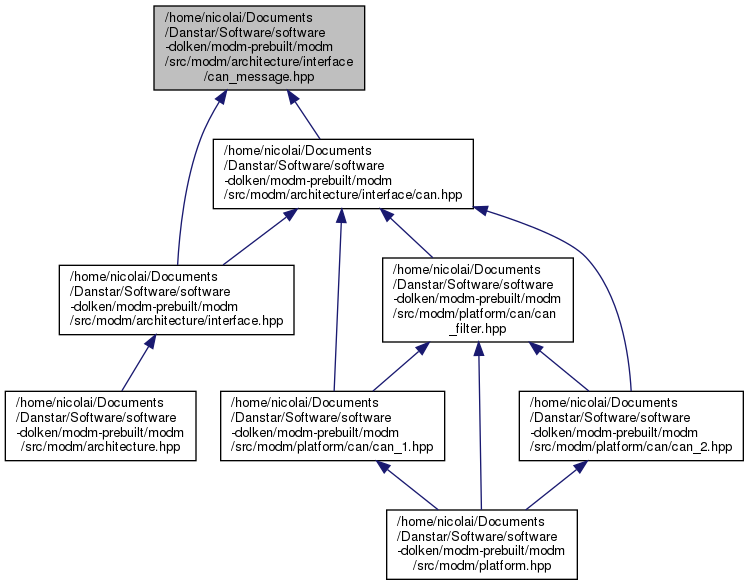 /home/nicolai/Documents
/Danstar/Software/software
-dolken/modm-prebuilt/modm
/src/modm/architecture/interface
/can_message.hpp
/home/nicolai/Documents
/Danstar/Software/software
-dolken/modm-prebuilt/modm
/src/modm/architecture/interface/can.hpp
/home/nicolai/Documents
/Danstar/Software/software
-dolken/modm-prebuilt/modm
/src/modm/architecture/interface.hpp
/home/nicolai/Documents
/Danstar/Software/software
-dolken/modm-prebuilt/modm
/src/modm/platform/can/can
_filter.hpp
/home/nicolai/Documents
/Danstar/Software/software
-dolken/modm-prebuilt/modm
/src/modm/architecture.hpp
/home/nicolai/Documents
/Danstar/Software/software
-dolken/modm-prebuilt/modm
/src/modm/platform/can/can_1.hpp
/home/nicolai/Documents
/Danstar/Software/software
-dolken/modm-prebuilt/modm
/src/modm/platform/can/can_2.hpp
/home/nicolai/Documents
/Danstar/Software/software
-dolken/modm-prebuilt/modm
/src/modm/platform.hpp